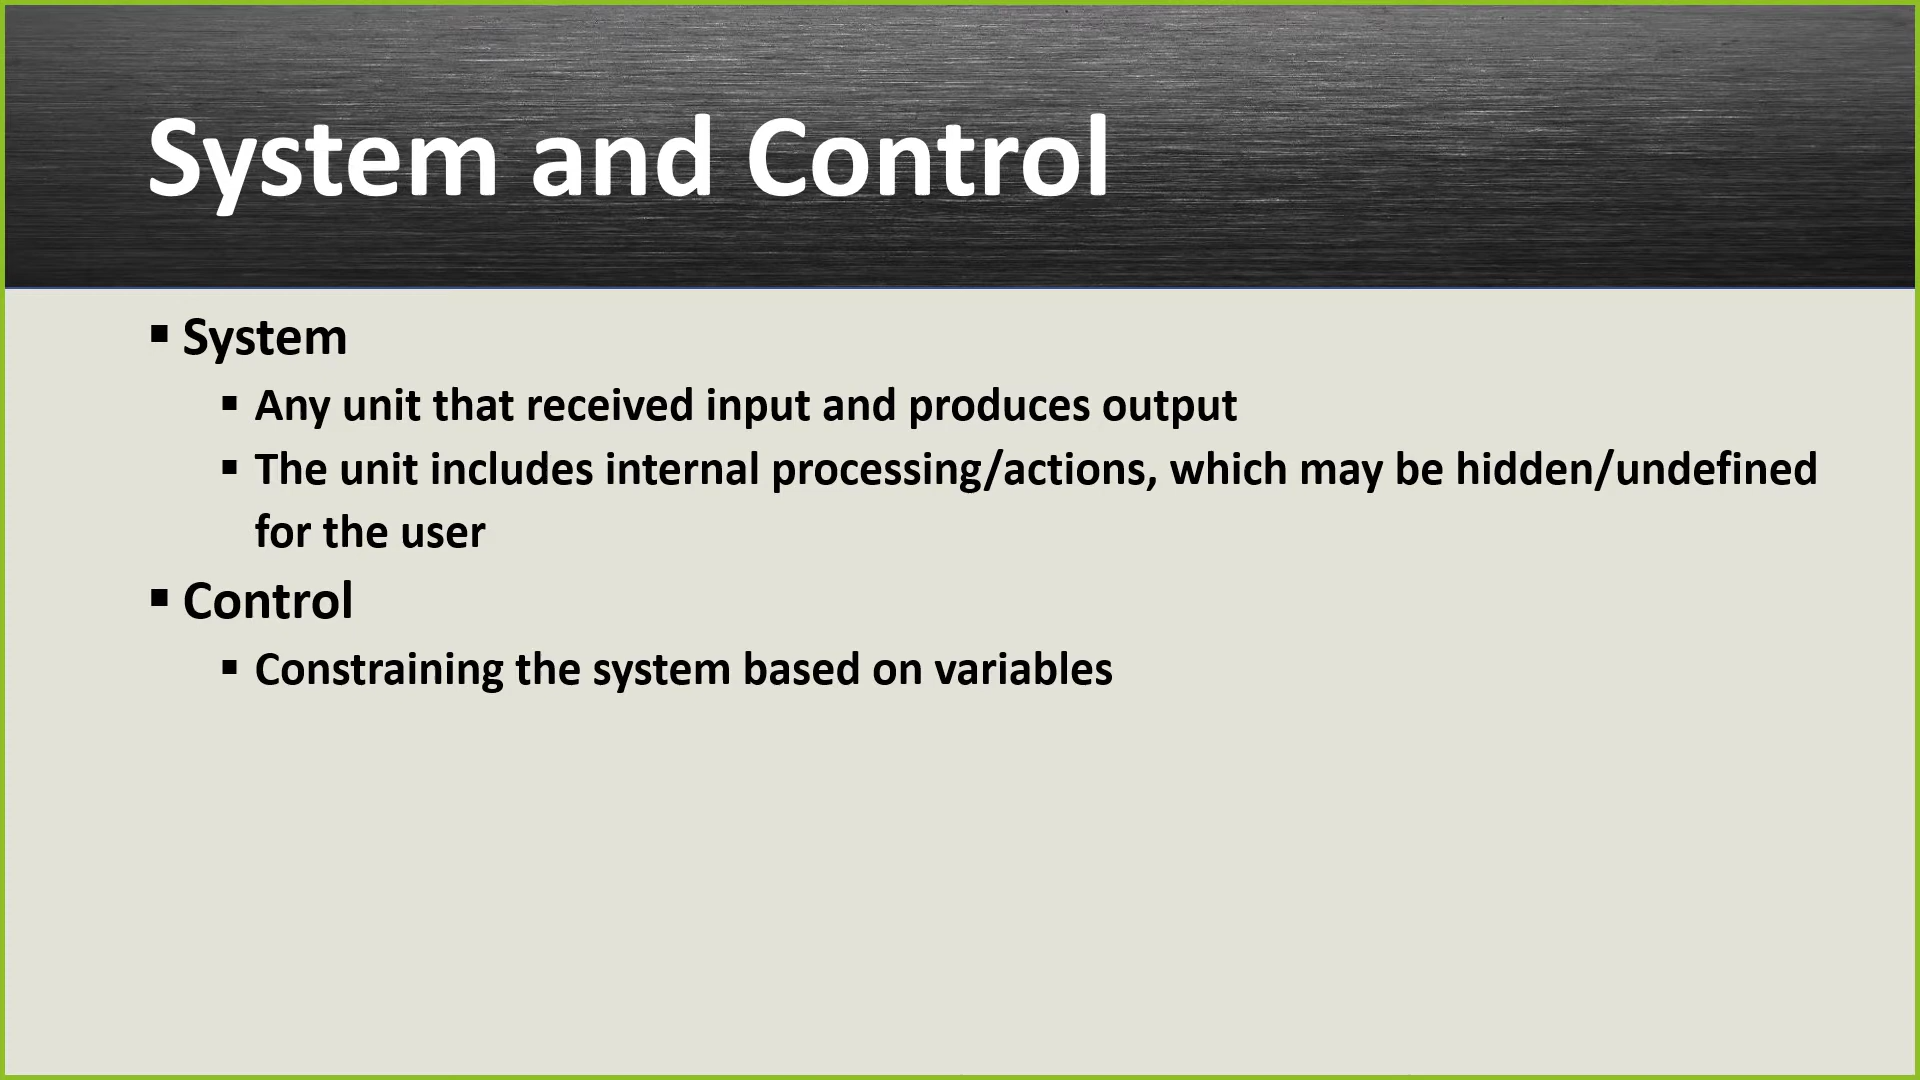 System and Control
▪ System
▪ Any unit that received input and produces output
▪ The unit includes internal processing/actions, which may be hidden/undefined
for the user
▪ Control
▪ Constraining the system based on variables